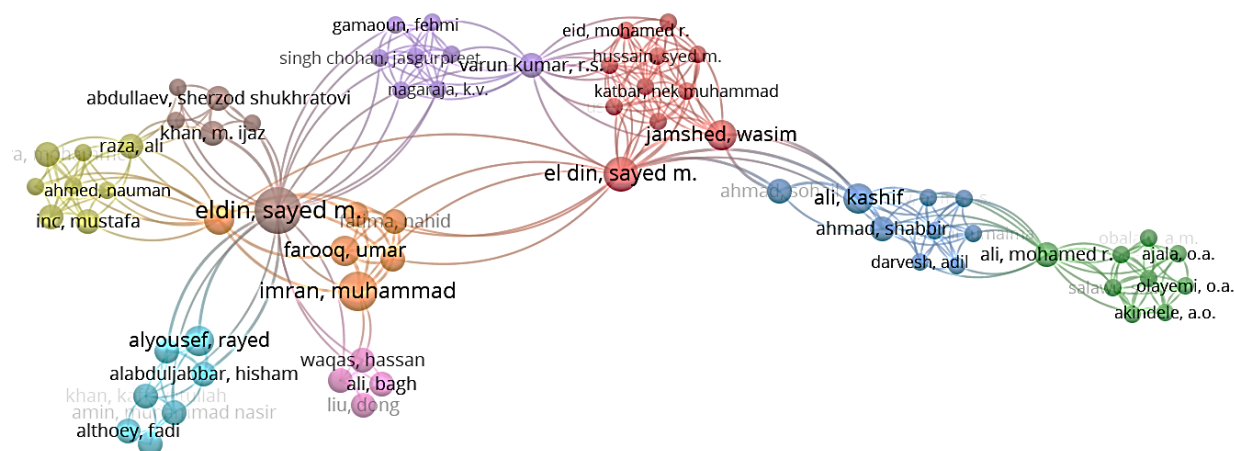 gamaoun, fehmi
eid, mohamed r.
singh chohan, jasgurpreet
varun kumar, r.s.
hussain, syed m.
nagaraja, k.v.
katbar, nek muhammad
abdullaev, sherzod shukhratovi
khan, m. ijaz
jamshed, wasim
raza, ali
el din, sayed m.
ahmed, nauman
ali, kashif
inc, mustafa
eldin, sayed m.
fatima, nahid
ahmad, shabbir
farooq, umar
darvesh, adil
ali, mohamed r.
ajala, o.a.
imran, muhammad
olayemi, o.a.
akindele, a.o.
alyousef, rayed
waqas, hassan
alabduljabbar, hisham
ali, bagh
liu, dong
amin, muhammad nasir
althoey, fadi